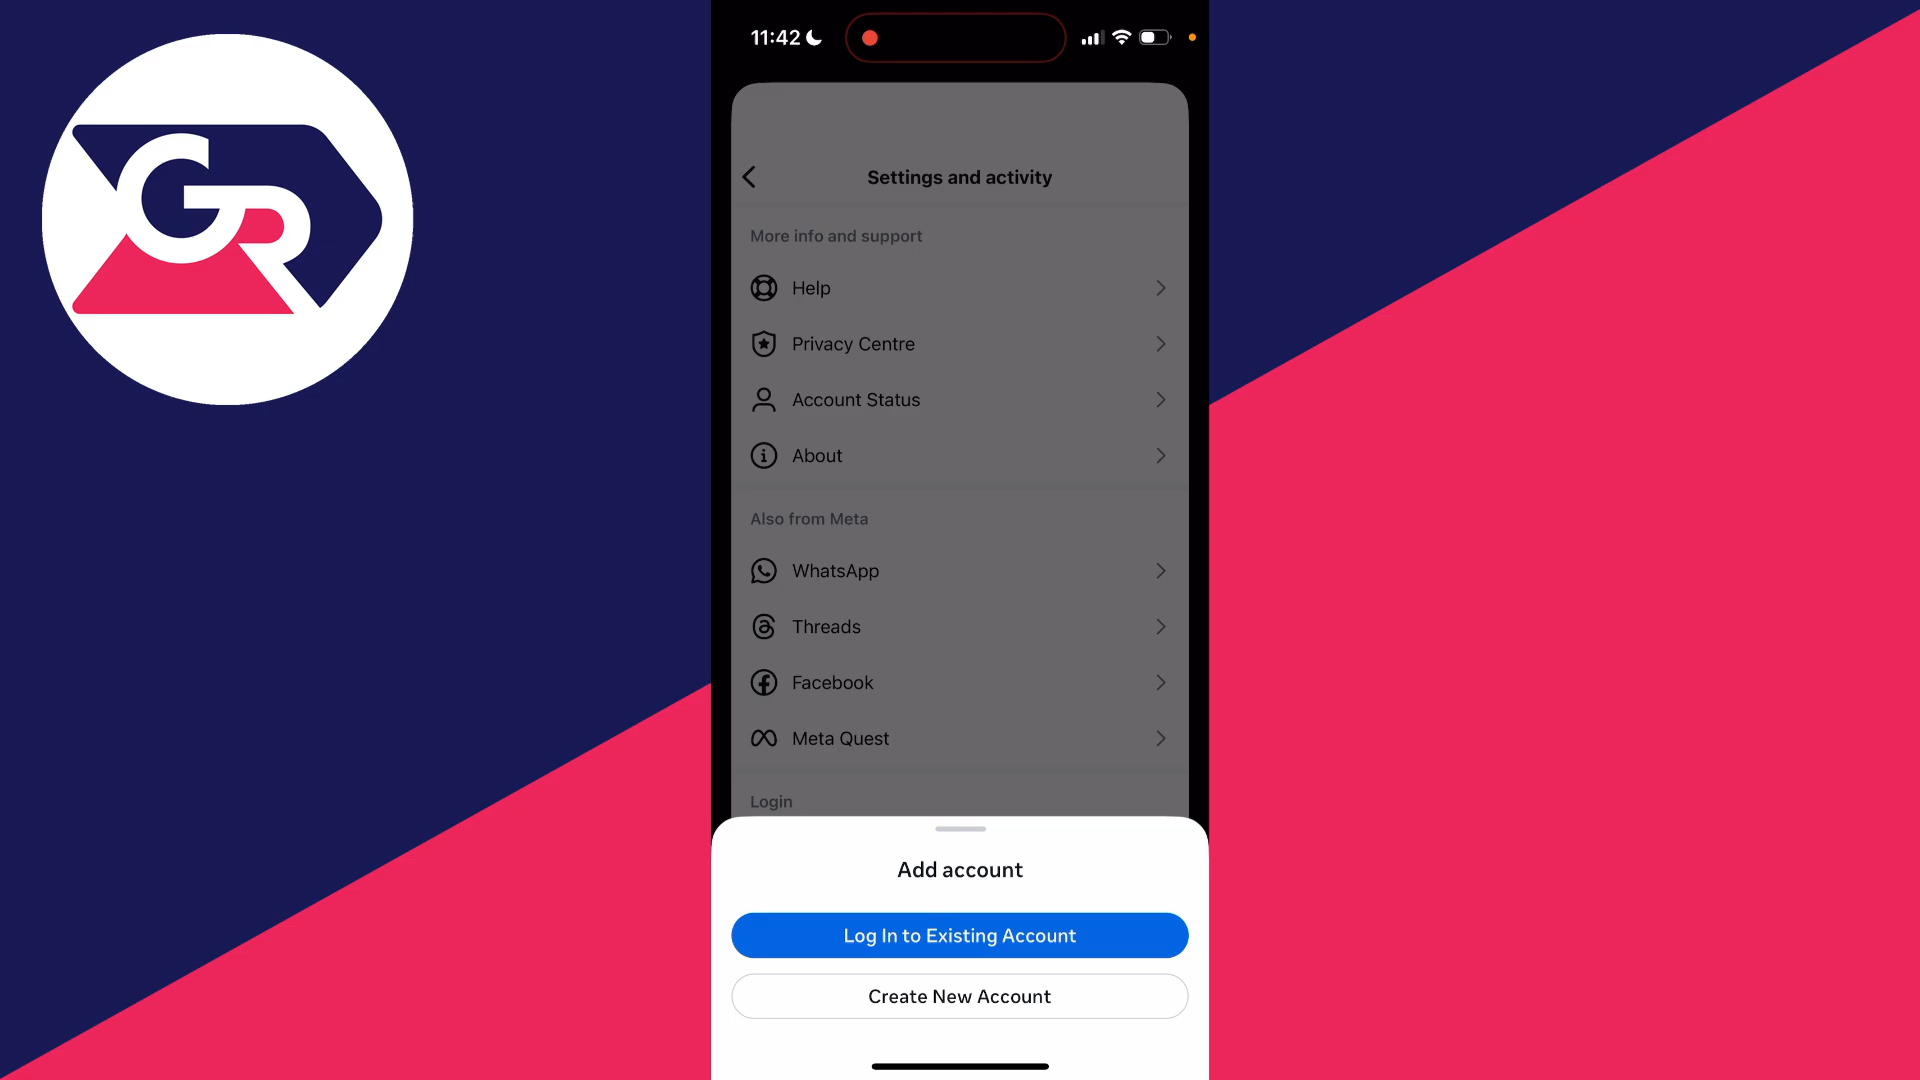 GR
11:42
Settings and activity
More info and support
Help
Privacy Centre
Account Status
About
Also from Meta
WhatsApp
Threads
Facebook
Meta Quest
Login
Add account
Log In to Existing Account
Create New Account